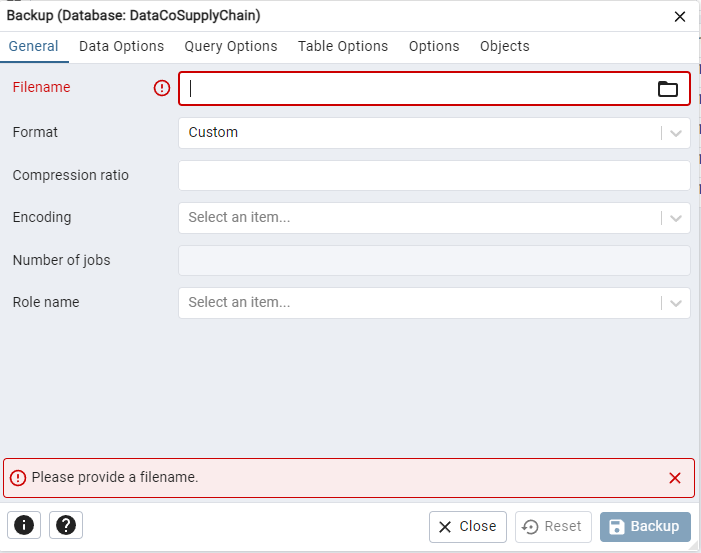 Backup (Database: DataCoSupplyChain)
General Data Options Query Options Table Options Options Objects
Filename
Format Custom
Compression ratio
Encoding Select an item...
Number of jobs
Role name Select an item...
Please provide a filename.
Close Reset Backup